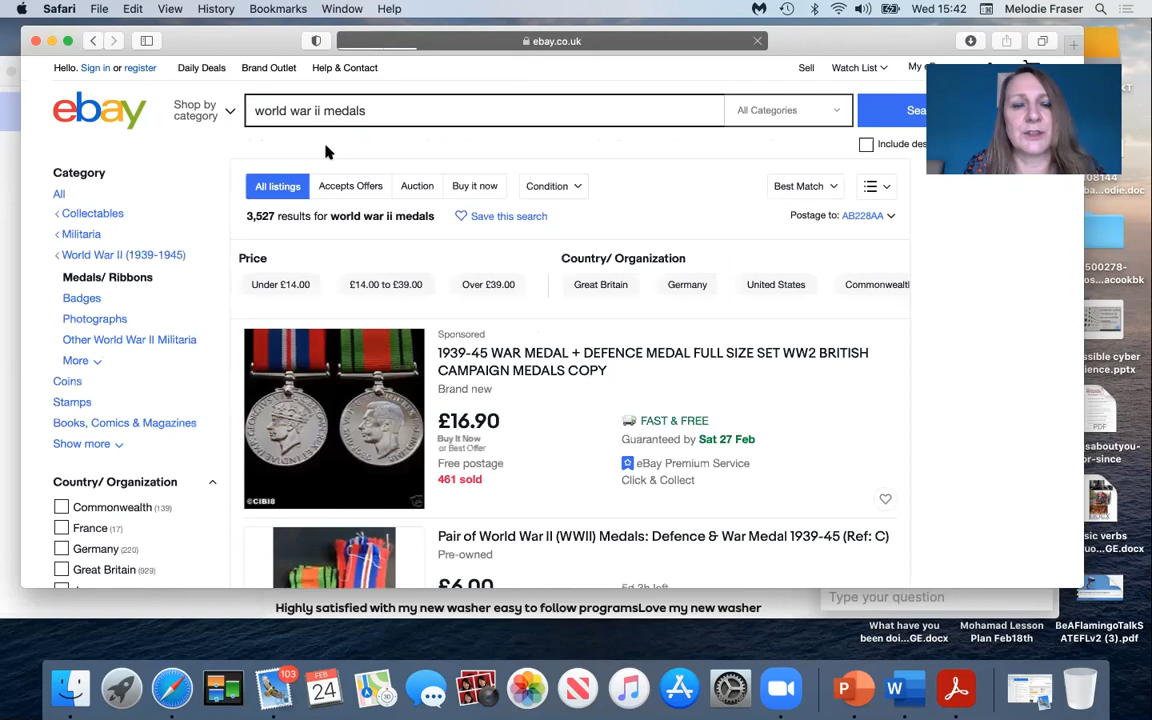 Safari File Edit View History Bookmarks Window Help
Wed 15:42 Melodie Fraser
ebay.co.uk
Hello. Sign in or register Daily Deals Brand Outlet Help & Contact Sell Watch List
ebay
Shop by
category
world war ii medals
All Categories
Category
All
Collectables
Militaria
World War II (1939-1945)
Medals/ Ribbons
Badges
Photographs
Other World War II Militaria
More
Coins
Stamps
Books, Comics & Magazines
Show more
Country/ Organization
Commonwealth (139)
France (17)
Germany (220)
Great Britain (929)
All listings Accepts Offers Auction Buy it now Condition Best Match
3,527 results for world war ii medals Save this search Postage to: AB228AA
Price Country/ Organization
Under £14.00 £14.00 to £39.00 Over £39.00 Great Britain Germany United States Commonwealt
Sponsored
1939-45 WAR MEDAL + DEFENCE MEDAL FULL SIZE SET WW2 BRITISH
CAMPAIGN MEDALS COPY
Brand new
£16.90
Buy It Now
or Best Offer
Free postage
461 sold
FAST & FREE
Guaranteed by Sat 27 Feb
eBay Premium Service
Click & Collect
©CIBI8
Pair of World War II (WWII) Medals: Defence & War Medal 1939-45 (Ref: C)
Pre-owned
£6.00
Highly satisfied with my new washer easy to follow programsLove my new washer
Type your question
What have you
been doi...GE.docx
Mohamad Lesson
Plan Feb18th
BeAFlamingoTalkS
ATEFLv2 (3).pdf
103
FEB
24